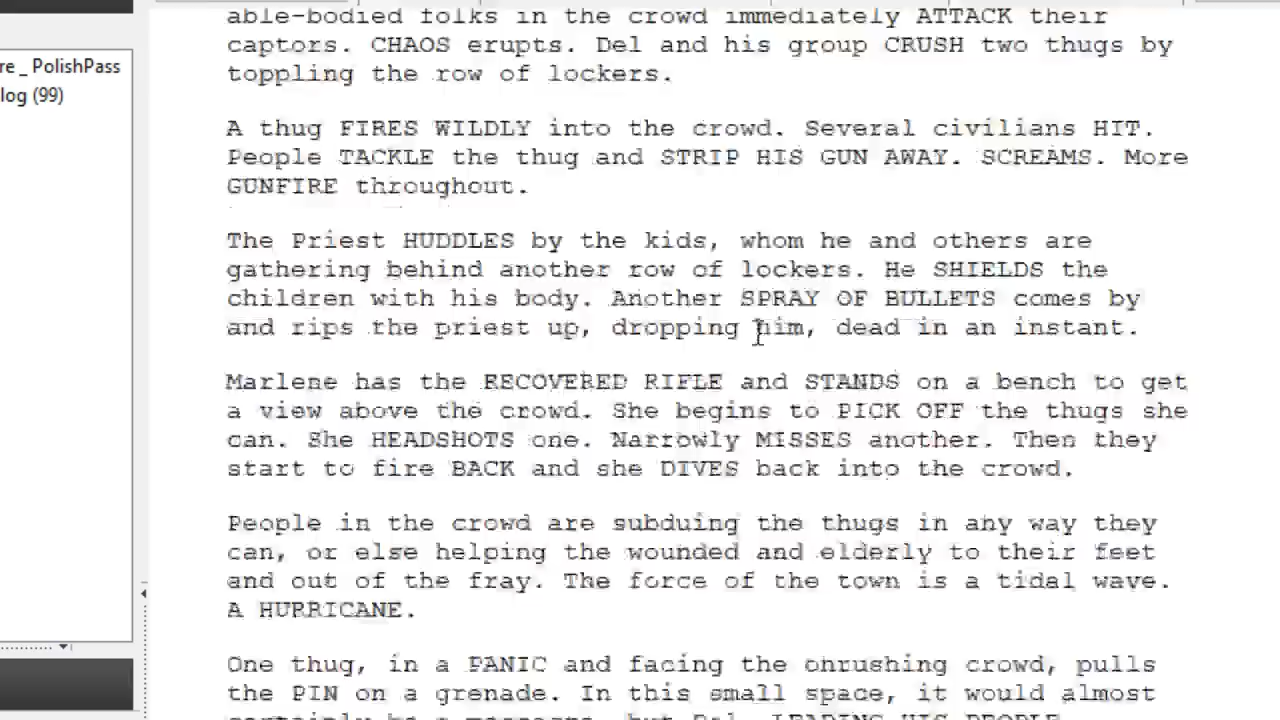 able-bodied folks in the crowd immediately ATTACK their
re_PolishPass
captors. CHAOS erupts. Del and his group CRUSH two thugs by
log (99)
toppling the row of lockers.
A thug FIRES WILDLY into the crowd. Several civilians HIT.
People TACKLE the thug and STRIP HIS GUN AWAY. SCREAMS. More
GUNFIRE throughout.
The Priest HUDDLES by the kids, whom he and others are
gathering behind another row of lockers. He SHIELDS the
children with his body. Another SPRAY OF BULLETS comes by
and rips the priest up, dropping him, dead in an instant.
Marlene has the RECOVERED RIFLE and STANDS on a bench to get
a view above the crowd. She begins to PICK OFF the thugs she
can. She HEADSHOTS one. Narrowly MISSES another. Then they
start to fire BACK and she DIVES back into the crowd.
People in the crowd are subduing the thugs in any way they
can, or else helping the wounded and elderly to their feet
and out of the fray. The force of the town is a tidal wave.
A HURRICANE.
One thug, in a PANIC and facing the onrushing crowd, pulls
the PIN on a grenade. In this small space, it would almost